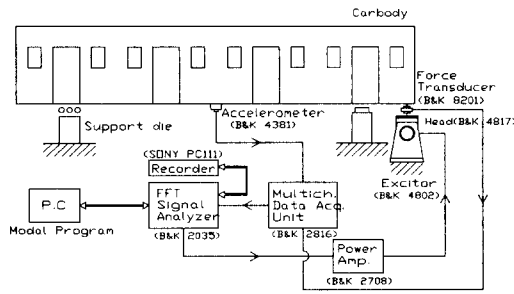 Carbody
Force
Transducer
(B&K 8201)
Head(B&K 4817)
Accelerometer
(B&K 4381)
Support die
Excitor
(B&K 4802)
(SONY PC111)
Recorder
P.C
Modal Program
FFT
Signal
Analyzer
(B&K 2035)
Multich.
Data Acq.
Unit
(B&K 2816)
Power
Amp.
(B&K 2708)